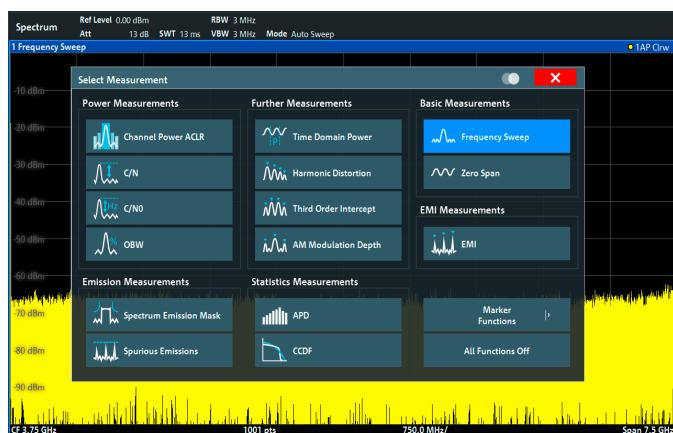 Spectrum
Ref Level 0.00 dBm RBW 3 MHz
Att 13 dB SWT 13 ms VBW 3 MHz Mode Auto Sweep
1 Frequency Sweep 1AP Clrw
Select Measurement
Power Measurements
Channel Power ACLR
C/N
C/N0
OBW
Further Measurements
Time Domain Power
Harmonic Distortion
Third Order Intercept
AM Modulation Depth
Basic Measurements
Frequency Sweep
Zero Span
EMI Measurements
EMI
Emission Measurements
Spectrum Emission Mask
Spurious Emissions
Statistics Measurements
APD
CCDF
Marker
Functions
All Functions Off
-10 dBm
-20 dBm
-30 dBm
-40 dBm
-50 dBm
-60 dBm
-70 dBm
-80 dBm
-90 dBm
CF 3.75 GHz 1001 pts 750.0 MHz/ Span 7.5 GHz